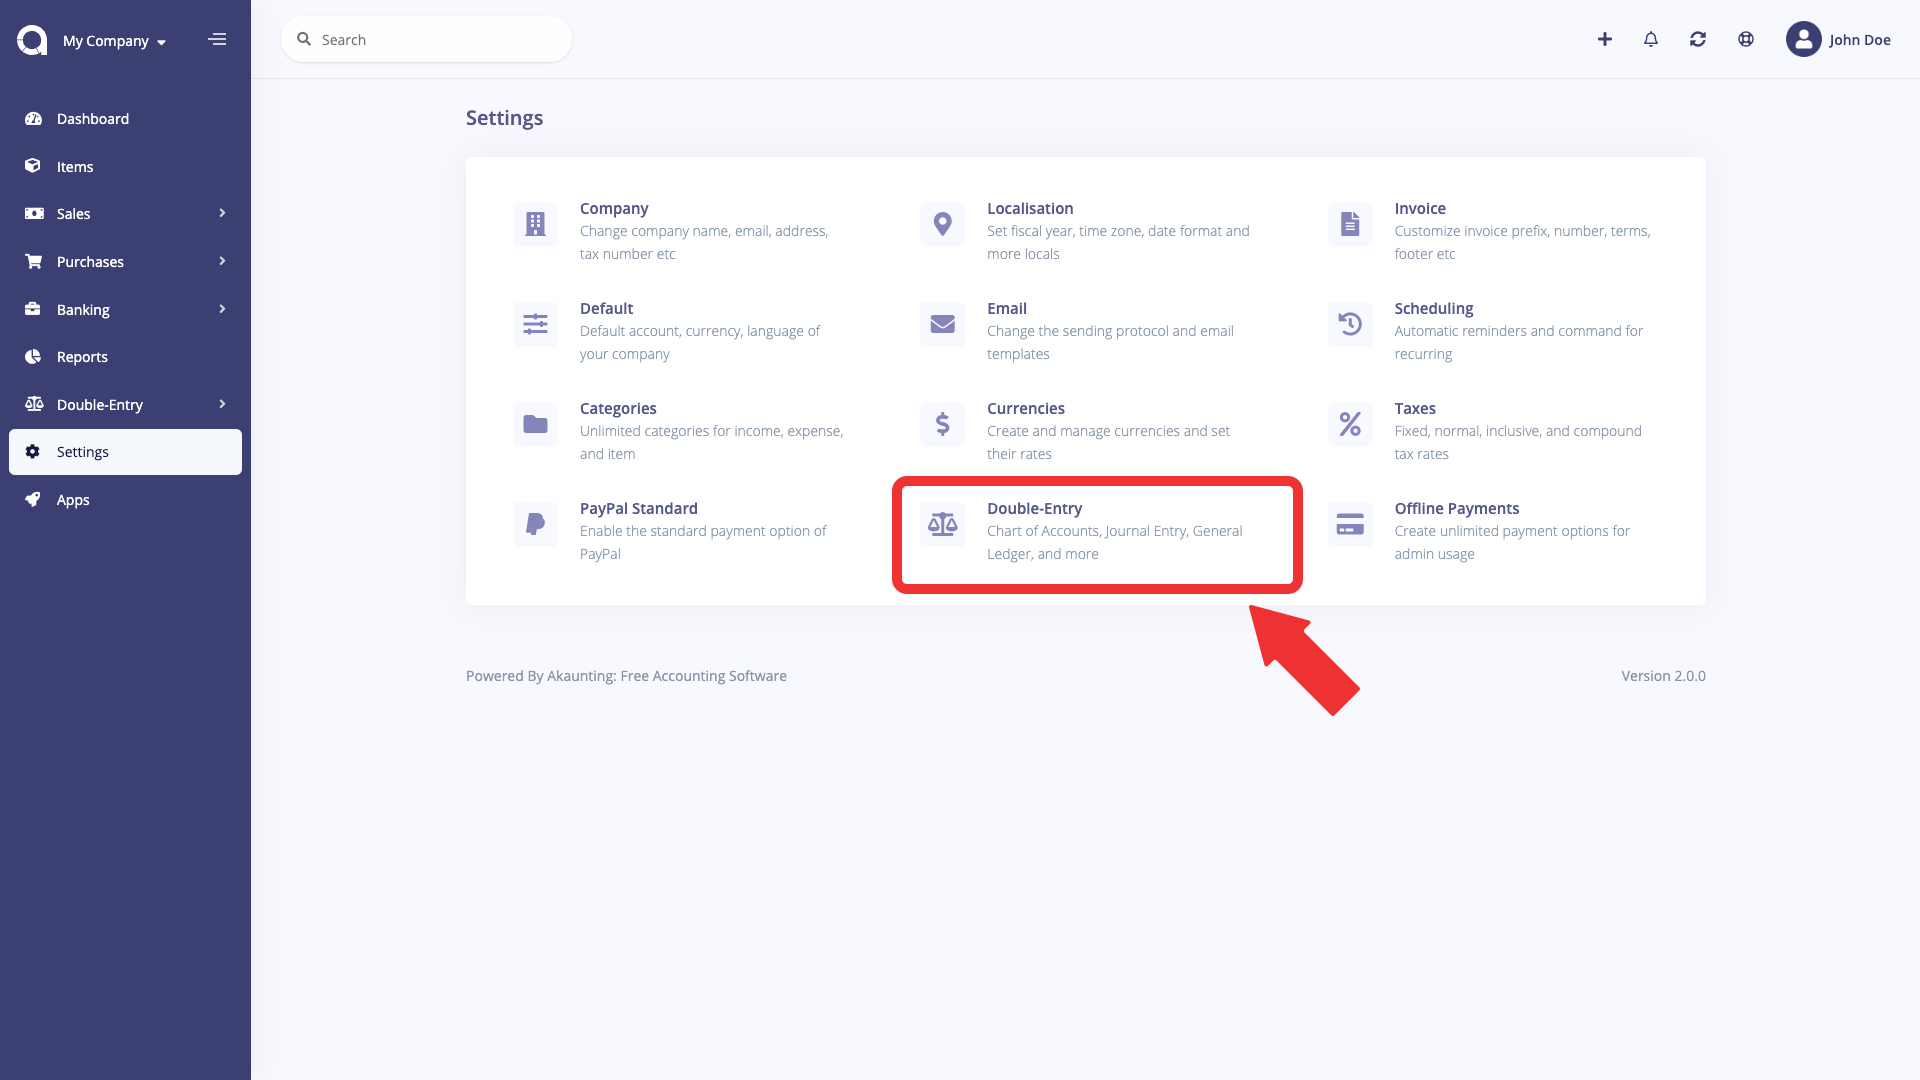 My Company
Search
John Doe
Dashboard
Items
Sales
Purchases
Banking
Reports
Double-Entry
Settings
Apps
Settings
Company
Change company name, email, address,
tax number etc
Localisation
Set fiscal year, time zone, date format and
more locals
Invoice
Customize invoice prefix, number, terms,
footer etc
Default
Default account, currency, language of
your company
Email
Change the sending protocol and email
templates
Scheduling
Automatic reminders and command for
recurring
Categories
Unlimited categories for income, expense,
and item
Currencies
Create and manage currencies and set
their rates
Taxes
Fixed, normal, inclusive, and compound
tax rates
PayPal Standard
Enable the standard payment option of
PayPal
Double-Entry
Chart of Accounts, Journal Entry, General
Ledger, and more
Offline Payments
Create unlimited payment options for
admin usage
Powered By Akaunting: Free Accounting Software
Version 2.0.0